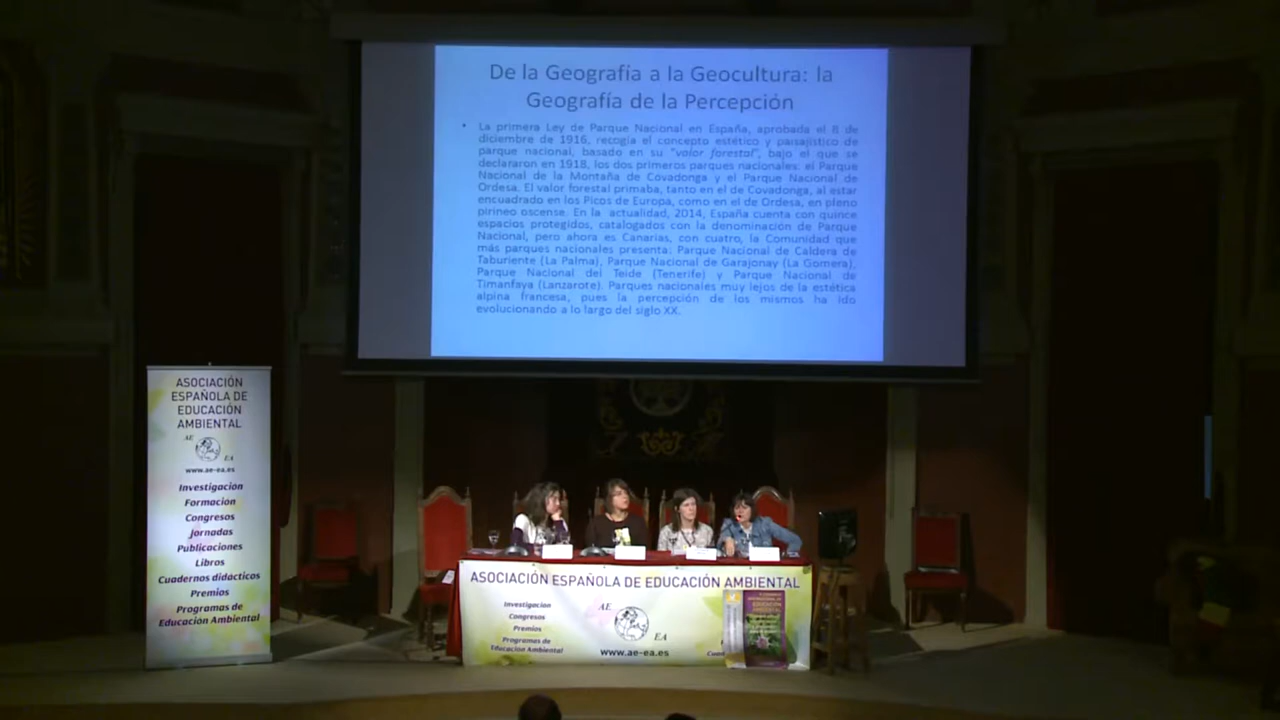 De la Geografía a la Geocultura: la
Geografía de la Percepción
• La primera Ley de Parque Nacional en España, aprobada el 8 de
diciembre de 1916, recogía el concepto estético y paisajístico de
parque nacional, basado en su "valor forestal", bajo el que se
declararon en 1918, los dos primeros parques nacionales: el Parque
Nacional de la Montaña de Covadonga y el Parque Nacional de
Ordesa. El valor forestal primaba, tanto en el de Covadonga, al estar
encuadrado en los Picos de Europa, como en el de Ordesa, en pleno
pirineo oscense. En la actualidad, 2014, España cuenta con quince
espacios protegidos, catalogados con la denominación de Parque
Nacional, pero ahora es Canarias, con cuatro, la Comunidad que
más parques nacionales presenta: Parque Nacional de Caldera de
Taburiente (La Palma), Parque Nacional de Garajonay (La Gomera),
Parque Nacional del Teide (Tenerife) y Parque Nacional de
Timanfaya (Lanzarote). Parques nacionales muy lejos de la estética
alpina francesa, pues la percepción de los mismos ha ido
evolucionando a lo largo del siglo XX.
ASOCIACIÓN
ESPAÑOLA DE
EDUCACIÓN
AMBIENTAL
AE
EA
www.ae-ea.es
Investigacion
Formacion
Congresos
Jornadas
Publicaciones
Libros
Cuadernos didacticos
Premios
Programas de
Educacion Ambiental
ASOCIACIÓN ESPAÑOLA DE EDUCACIÓN AMBIENTAL
Investigacion
Congresos
Premios
Programas de
Educacion Ambiental
AE
EA
www.ae-ea.es
EDUCACIÓN
AMBIENTAL